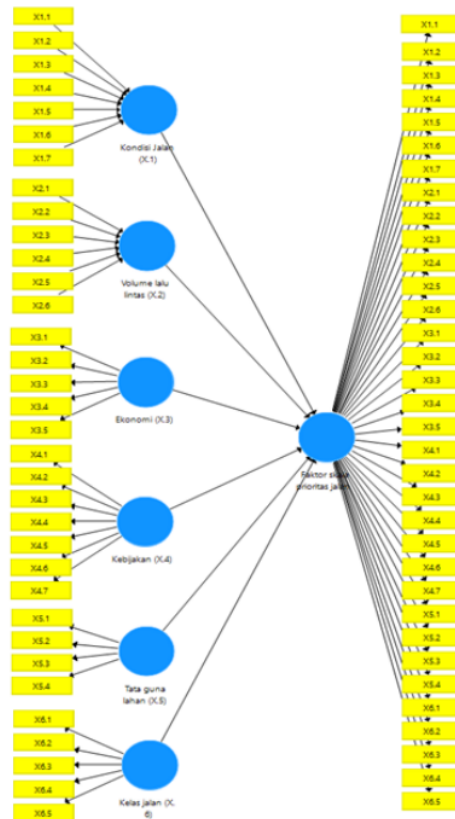 X1.1
X1.2
X1.3
X1.4
X1.5
X1.6
X1.7
Kondisi Jalan
(X.1)
X2.1
X2.2
X2.3
X2.4
X2.5
X2.6
Volume lalu
lintas (X.2)
X3.1
X3.2
X3.3
X3.4
X3.5
Ekonomi (X.3)
X4.1
X4.2
X4.3
X4.4
X4.5
X4.6
X4.7
Kebijakan (X.4)
X5.1
X5.2
X5.3
X5.4
Tata guna
lahan (X.5)
X6.1
X6.2
X6.3
X6.4
X6.5
Kelas jalan (X.
6)
Faktor skala
prioritas jalan
X1.1
X1.2
X1.3
X1.4
X1.5
X1.6
X1.7
X2.1
X2.2
X2.3
X2.4
X2.5
X2.6
X3.1
X3.2
X3.3
X3.4
X3.5
X4.1
X4.2
X4.3
X4.4
X4.5
X4.6
X4.7
X5.1
X5.2
X5.3
X5.4
X6.1
X6.2
X6.3
X6.4
X6.5